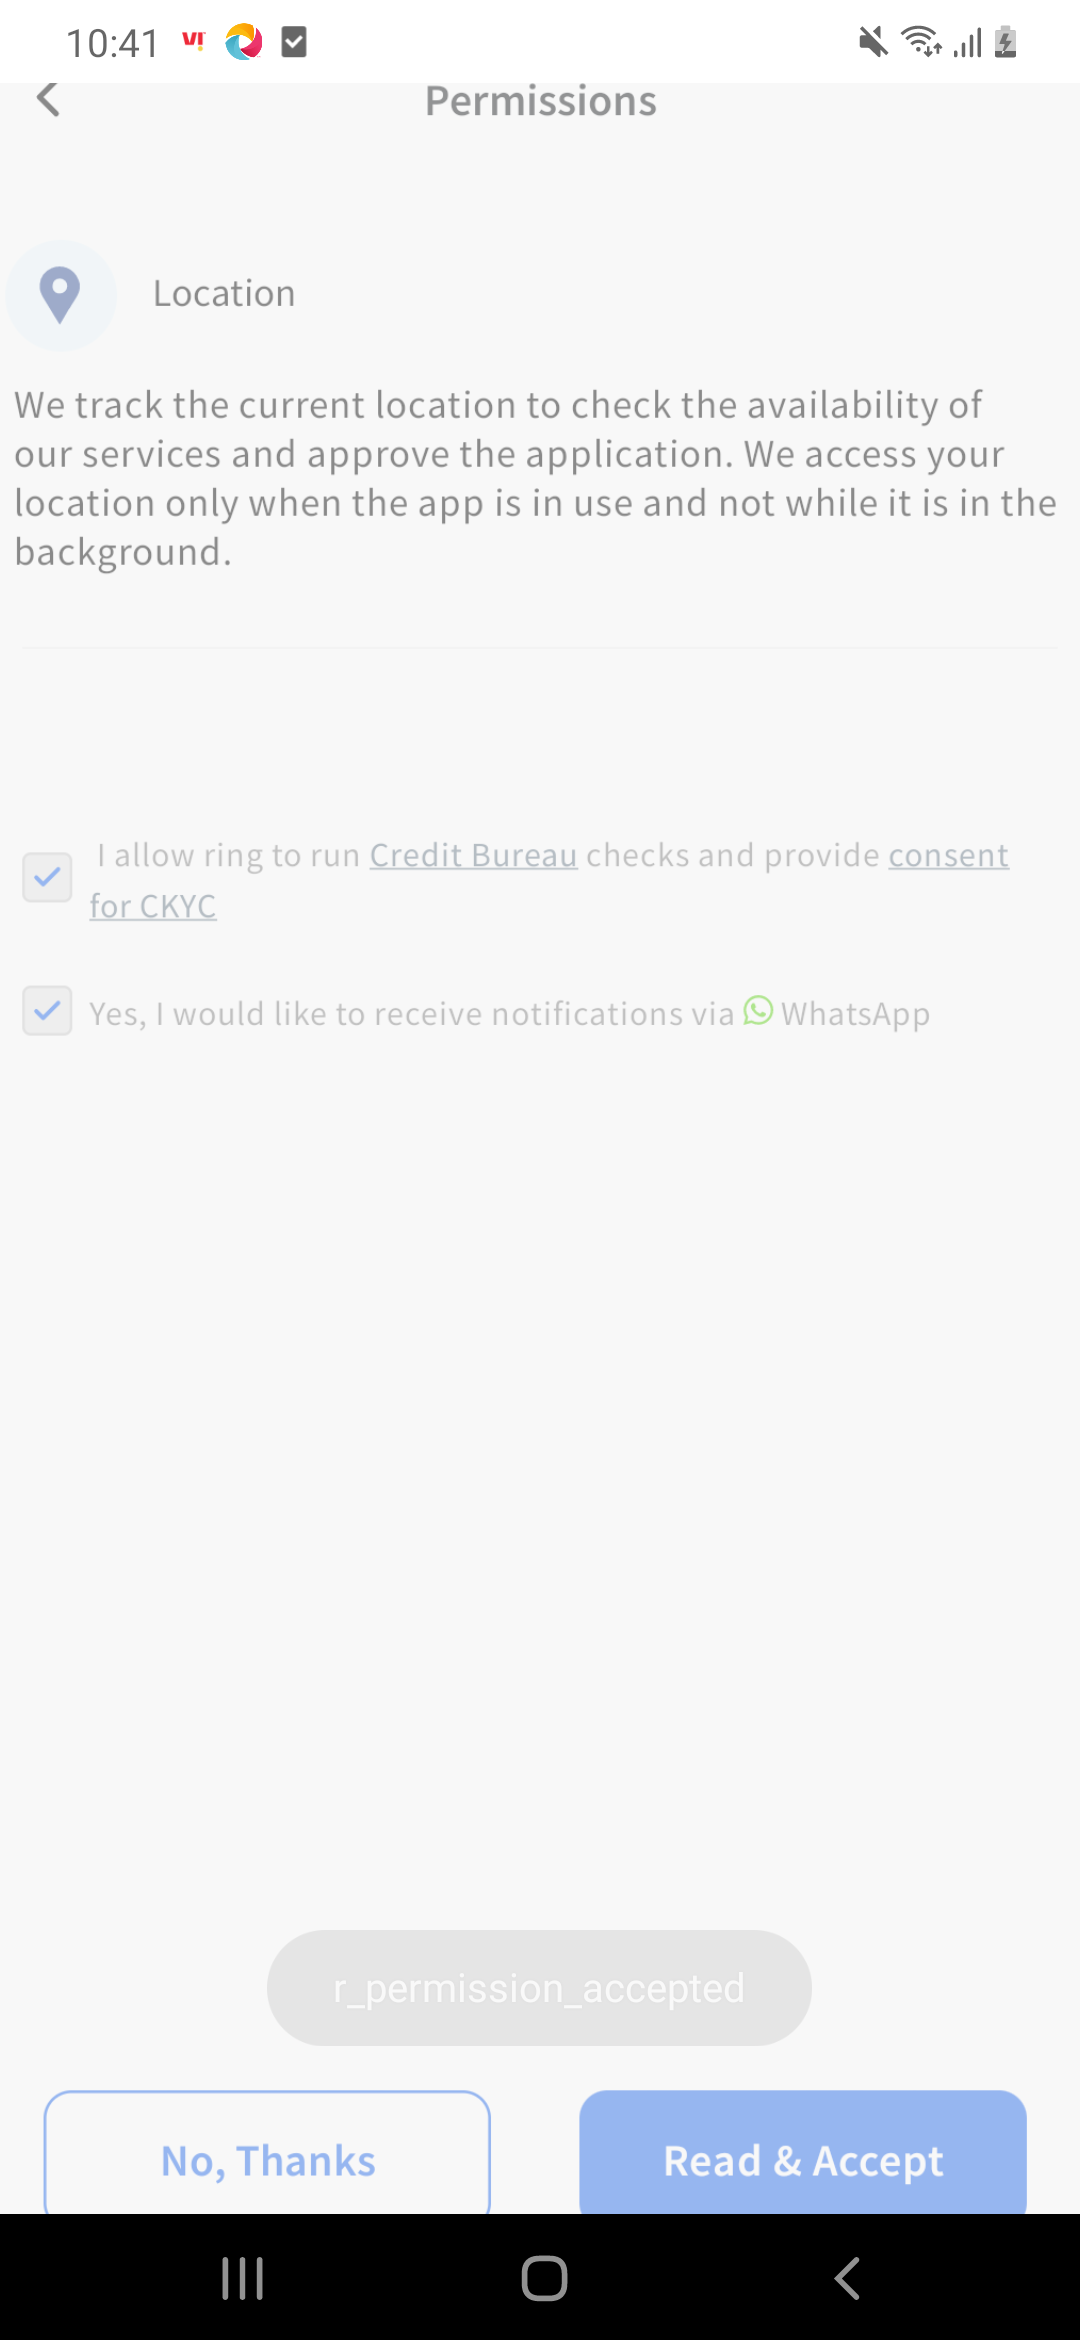 10:41 VI!
Permissions
Location
We track the current location to check the availability of
our services and approve the application. We access your
location only when the app is in use and not while it is in the
background.
I allow ring to run Credit Bureau checks and provide consent
for CKYC
Yes, I would like to receive notifications via WhatsApp
r_permission_accepted
No, Thanks
Read & Accept